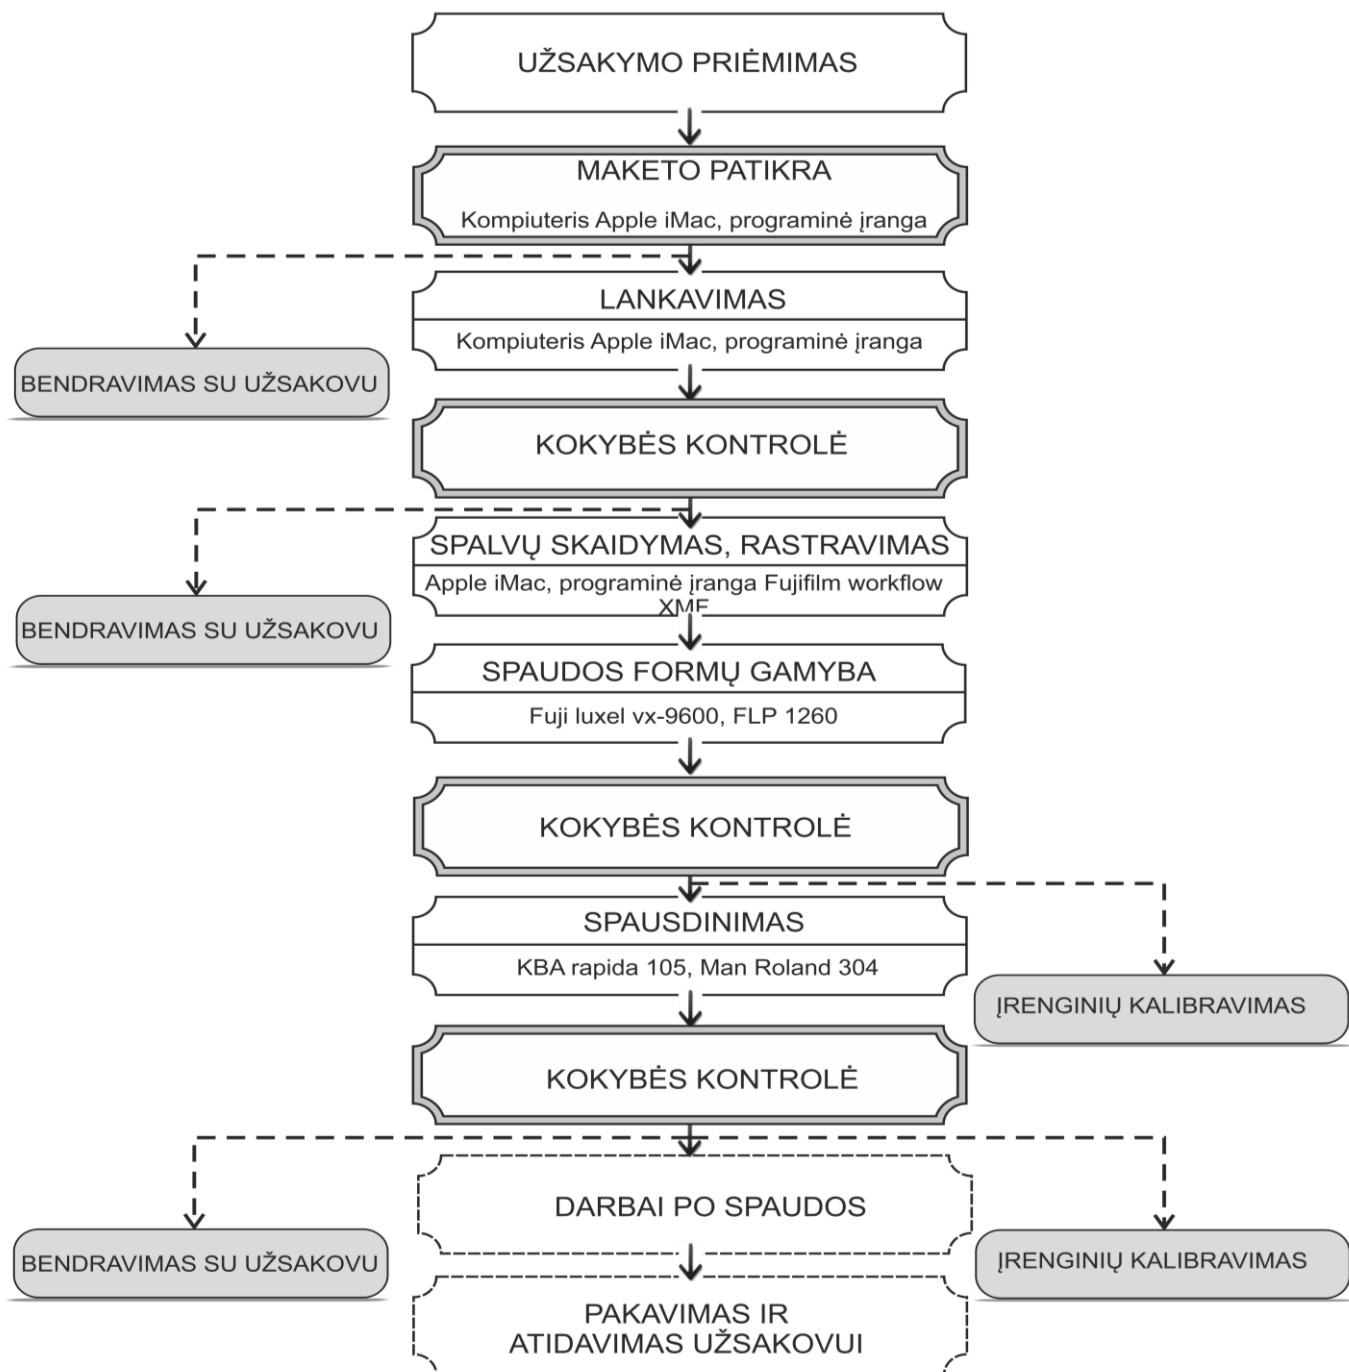 UŽSAKYMO PRIĖMIMAS
MAKETO PATIKRA
Kompiuteris Apple iMac, programinė įranga
LANKAVIMAS
Kompiuteris Apple iMac, programinė įranga
BENDRAVIMAS SU UŽSAKOVU
KOKYBĖS KONTROLĖ
SPALVŲ SKAIDYMAS, RASTRAVIMAS
Apple iMac, programinė įranga Fujifilm workflow
XMF
BENDRAVIMAS SU UŽSAKOVU
SPAUDOS FORMŲ GAMYBA
Fuji luxel vx-9600, FLP 1260
KOKYBĖS KONTROLĖ
SPAUSDINIMAS
KBA rapida 105, Man Roland 304
ĮRENGINIŲ KALIBRAVIMAS
KOKYBĖS KONTROLĖ
DARBAI PO SPAUDOS
BENDRAVIMAS SU UŽSAKOVU
ĮRENGINIŲ KALIBRAVIMAS
PAKAVIMAS IR
ATIDAVIMAS UŽSAKOVUI